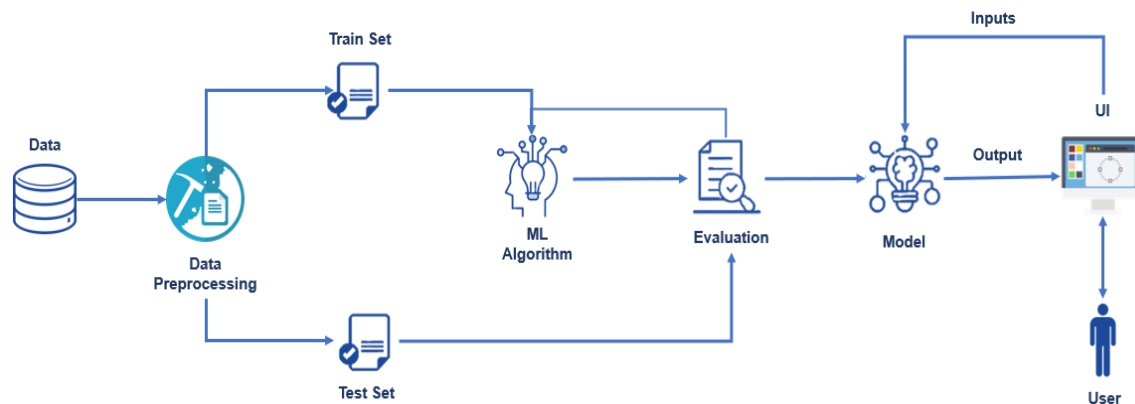 Inputs
Train Set
UI
Data
Output
ML
Algorithm
Evaluation
Model
Data
Preprocessing
Test Set
User